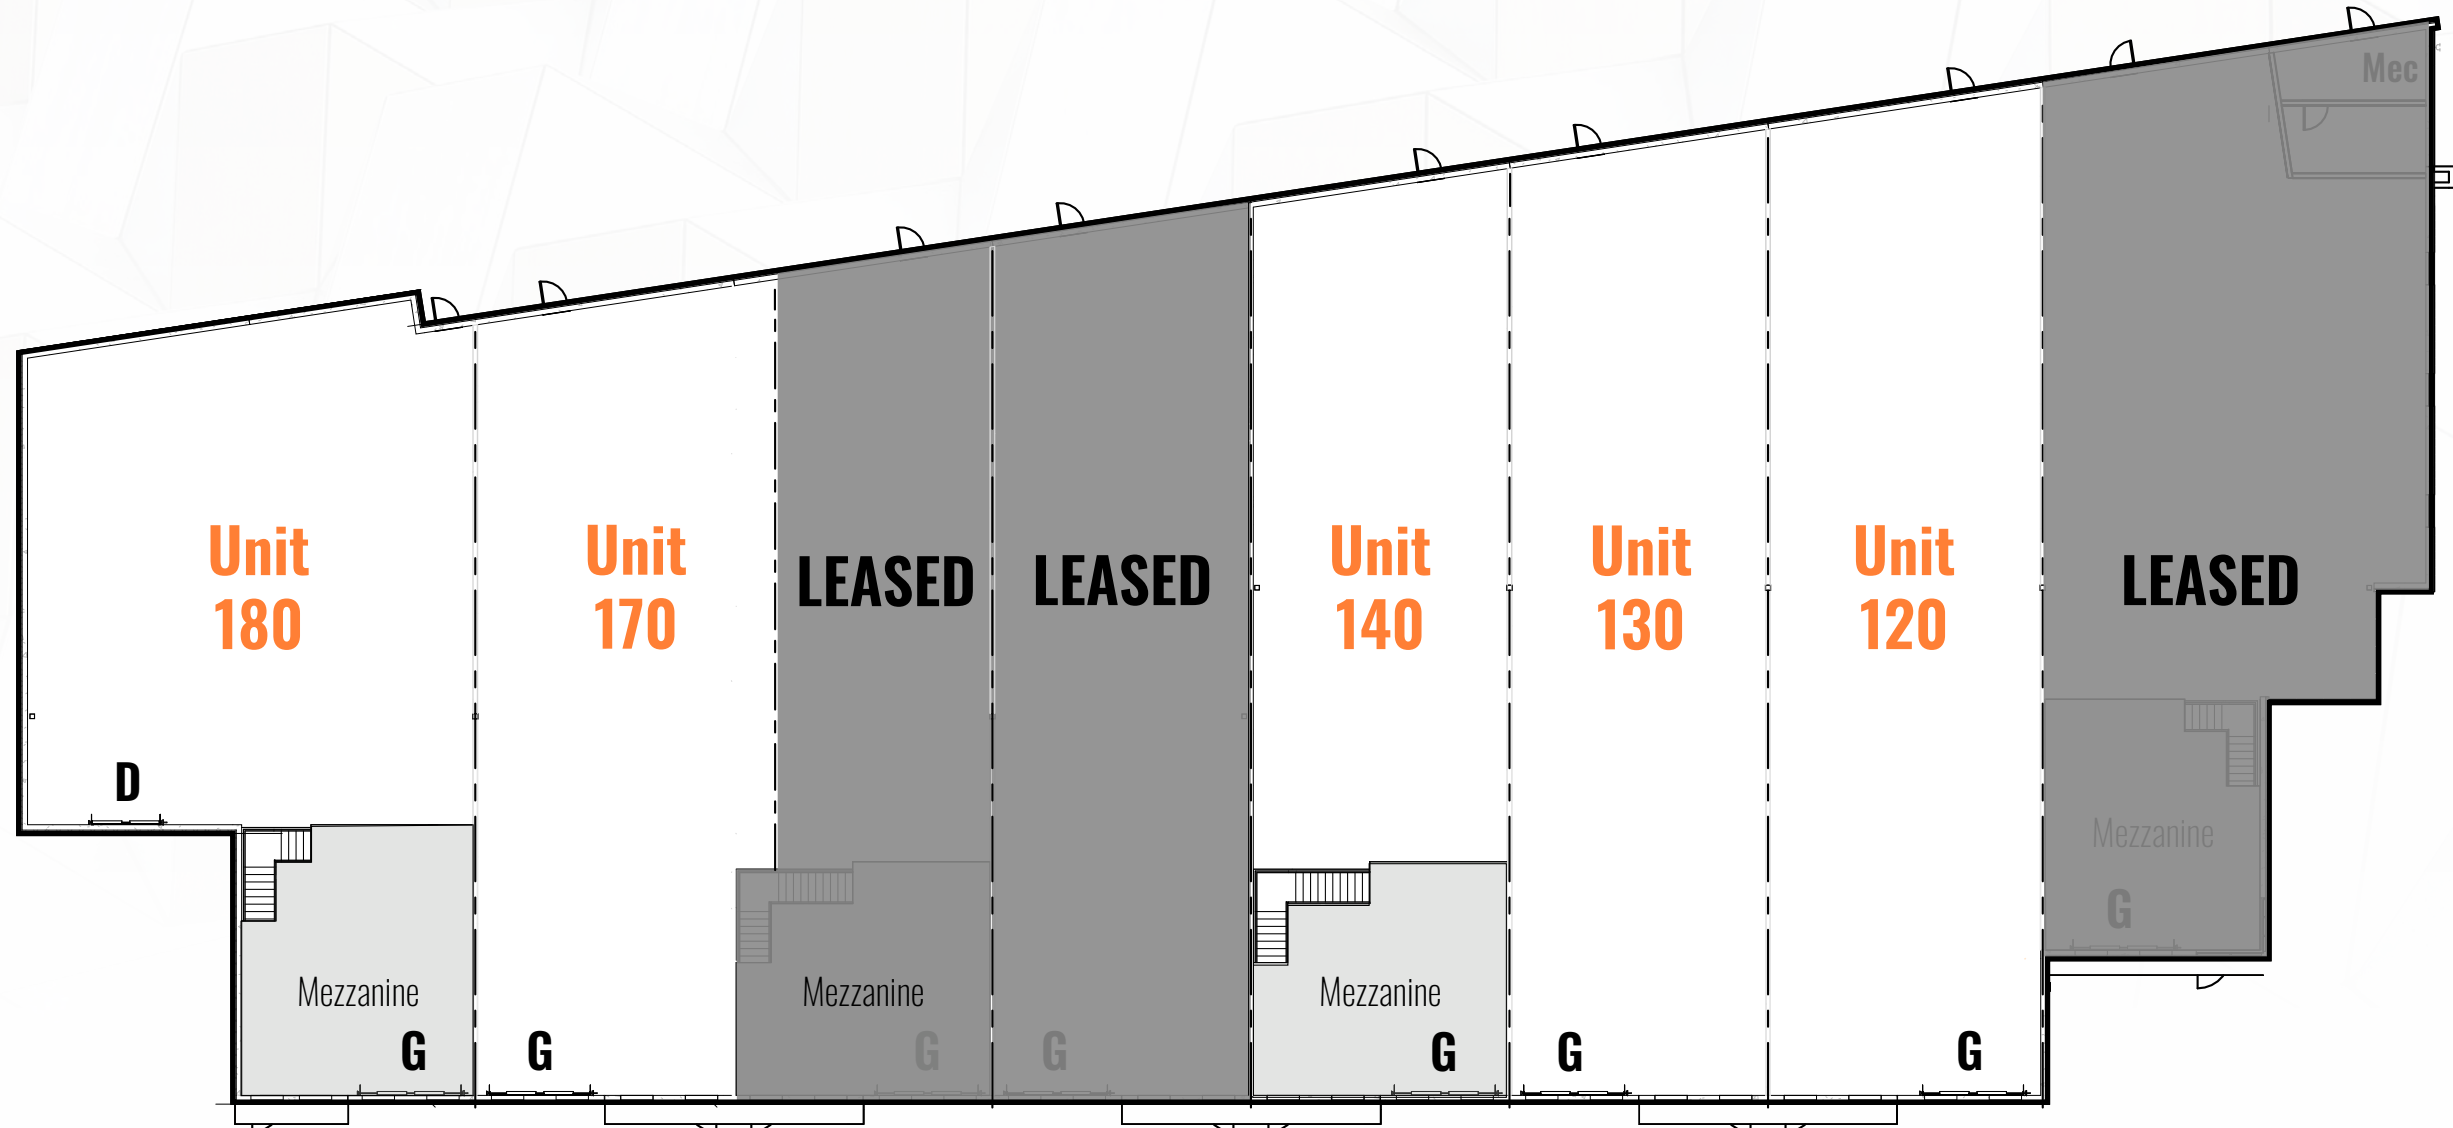 Mec
Unit
180
Unit
170
LEASED
LEASED
Unit
140
Unit
130
Unit
120
LEASED
D
Mezzanine
G
G
Mezzanine
G
G
Mezzanine
G
G
G
Mezzanine
G